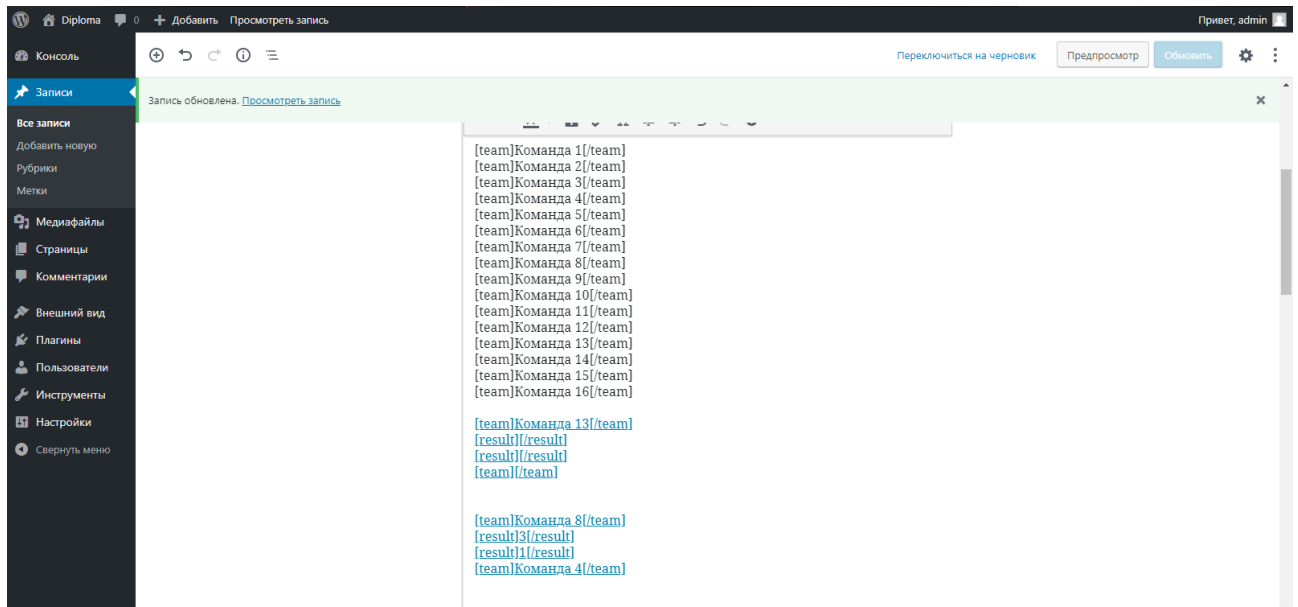 Diploma 0 Добавить Просмотреть запись Привет, admin
Консоль
Переключиться на черновик Предпросмотр Обновить
Записи
Запись обновлена. Просмотреть запись
Все записи
Добавить новую
Рубрики
Метки
Медиафайлы
Страницы
Комментарии
Внешний вид
Плагины
Пользователи
Инструменты
Настройки
Свернуть меню
[team]Команда 1[/team]
[team]Команда 2[/team]
[team]Команда 3[/team]
[team]Команда 4[/team]
[team]Команда 5[/team]
[team]Команда 6[/team]
[team]Команда 7[/team]
[team]Команда 8[/team]
[team]Команда 9[/team]
[team]Команда 10[/team]
[team]Команда 11[/team]
[team]Команда 12[/team]
[team]Команда 13[/team]
[team]Команда 14[/team]
[team]Команда 15[/team]
[team]Команда 16[/team]
[team]Команда 13[/team]
[result][/result]
[result][/result]
[team][/team]
[team]Команда 8[/team]
[result]3[/result]
[result]1[/result]
[team]Команда 4[/team]